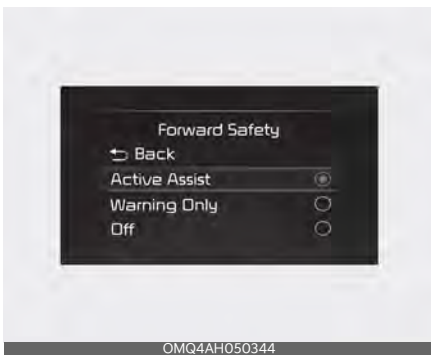 Forward Safety
Back
Active Assist
Warning Only
Off
OMQ4AH050344